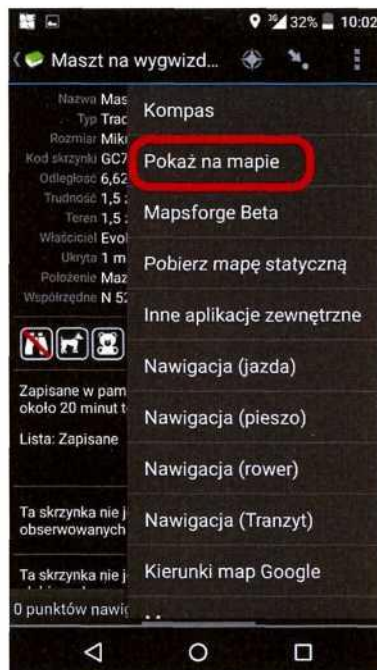 3G 32% 10:02
Maszt na wygwizd...
Nazwa Mas
Typ Trac
Rozmiar Mikr
Kod skrzynki GC7
Odległość 6,62
Trudność 1,5
Teren 1,5
Właściciel Evol
Ukryta 1 m
Położenie Maz
Współrzędne N 52
Zapisane w pam
około 20 minut t
Lista: Zapisane
Ta skrzynka nie j
obserwowanych
Ta skrzynka nie j
0 punktów nawig
Kompas
Pokaż na mapie
Mapsforge Beta
Pobierz mapę statyczną
Inne aplikacje zewnętrzne
Nawigacja (jazda)
Nawigacja (pieszo)
Nawigacja (rower)
Nawigacja (Tranzyt)
Kierunki map Google